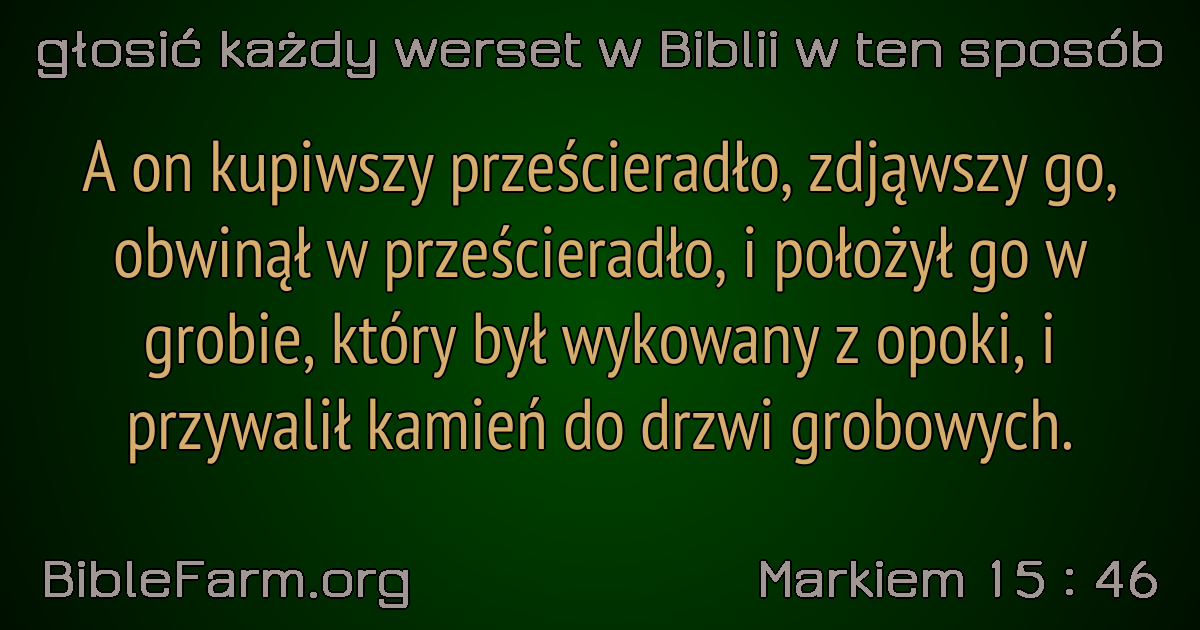 głosić każdy werset w Biblii w ten sposób
A on kupiwszy prześcieradło, zdjąwszy go,
obwinął w prześcieradło, i położył go w
grobie, który był wykowany z opoki, i
przywalił kamień do drzwi grobowych.
BibleFarm.org
Markiem 15 : 46